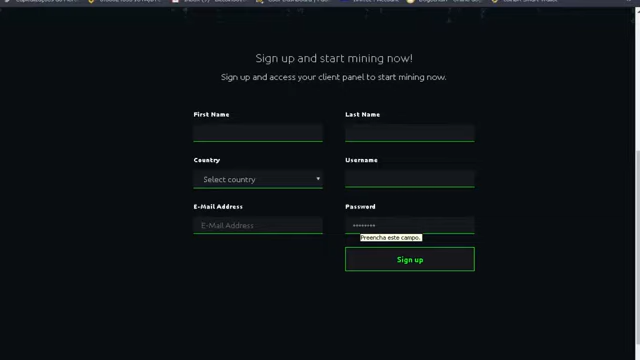 Sign up and start mining now!
Sign up and access your client panel to start mining now.
First Name
Last Name
Country
Username
Select country
E-Mail Address
Password
E-Mail Address
********
Preencha este campo.
Sign up